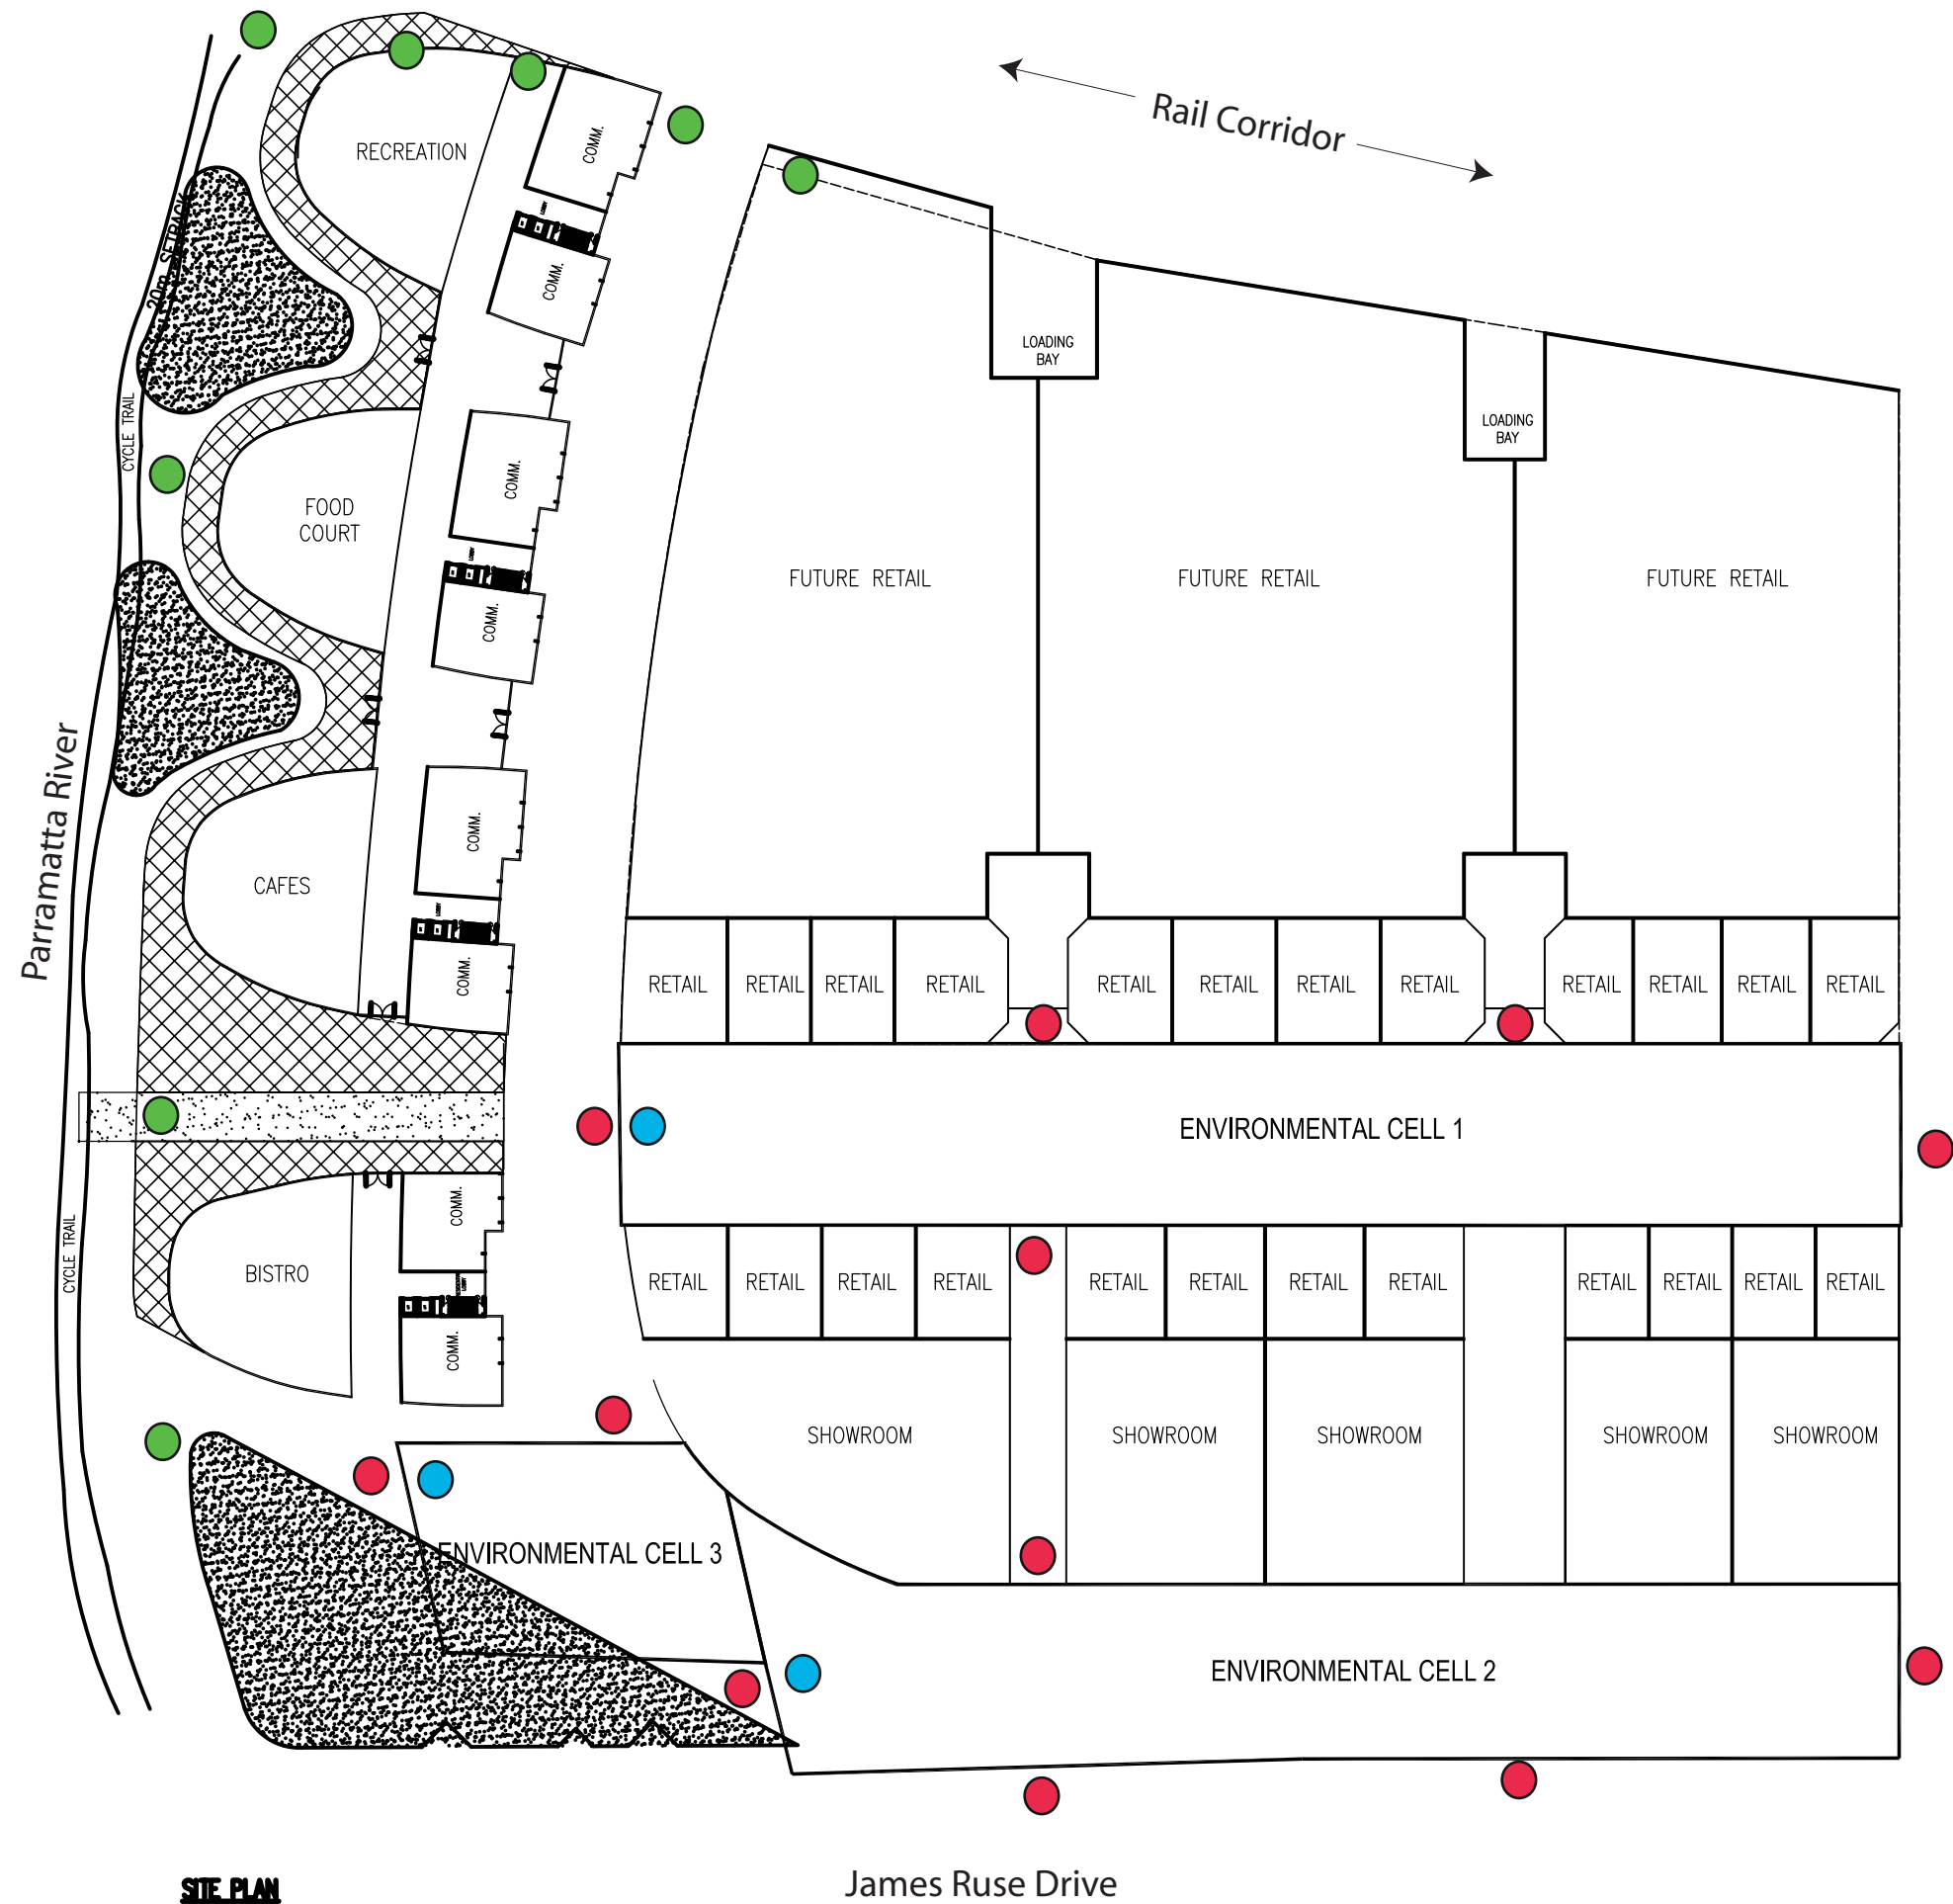 Rail Corridor
RECREATION
COMM.
LOBBY
COMM.
20m SETBACK
LOADING
BAY
LOADING
BAY
CYCLE TRAIL
COMM.
FOOD
COURT
LOBBY
COMM.
FUTURE RETAIL
FUTURE RETAIL
FUTURE RETAIL
Parramatta River
COMM.
CAFES
LOBBY
COMM.
RETAIL
RETAIL
RETAIL
RETAIL
RETAIL
RETAIL
RETAIL
RETAIL
RETAIL
RETAIL
RETAIL
RETAIL
ENVIRONMENTAL CELL 1
COMM.
CYCLE TRAIL
BISTRO
LOBBY
COMM.
RETAIL
RETAIL
RETAIL
RETAIL
RETAIL
RETAIL
RETAIL
RETAIL
RETAIL
RETAIL
RETAIL
RETAIL
SHOWROOM
SHOWROOM
SHOWROOM
SHOWROOM
SHOWROOM
ENVIRONMENTAL CELL 3
ENVIRONMENTAL CELL 2
James Ruse Drive
SITE PLAN